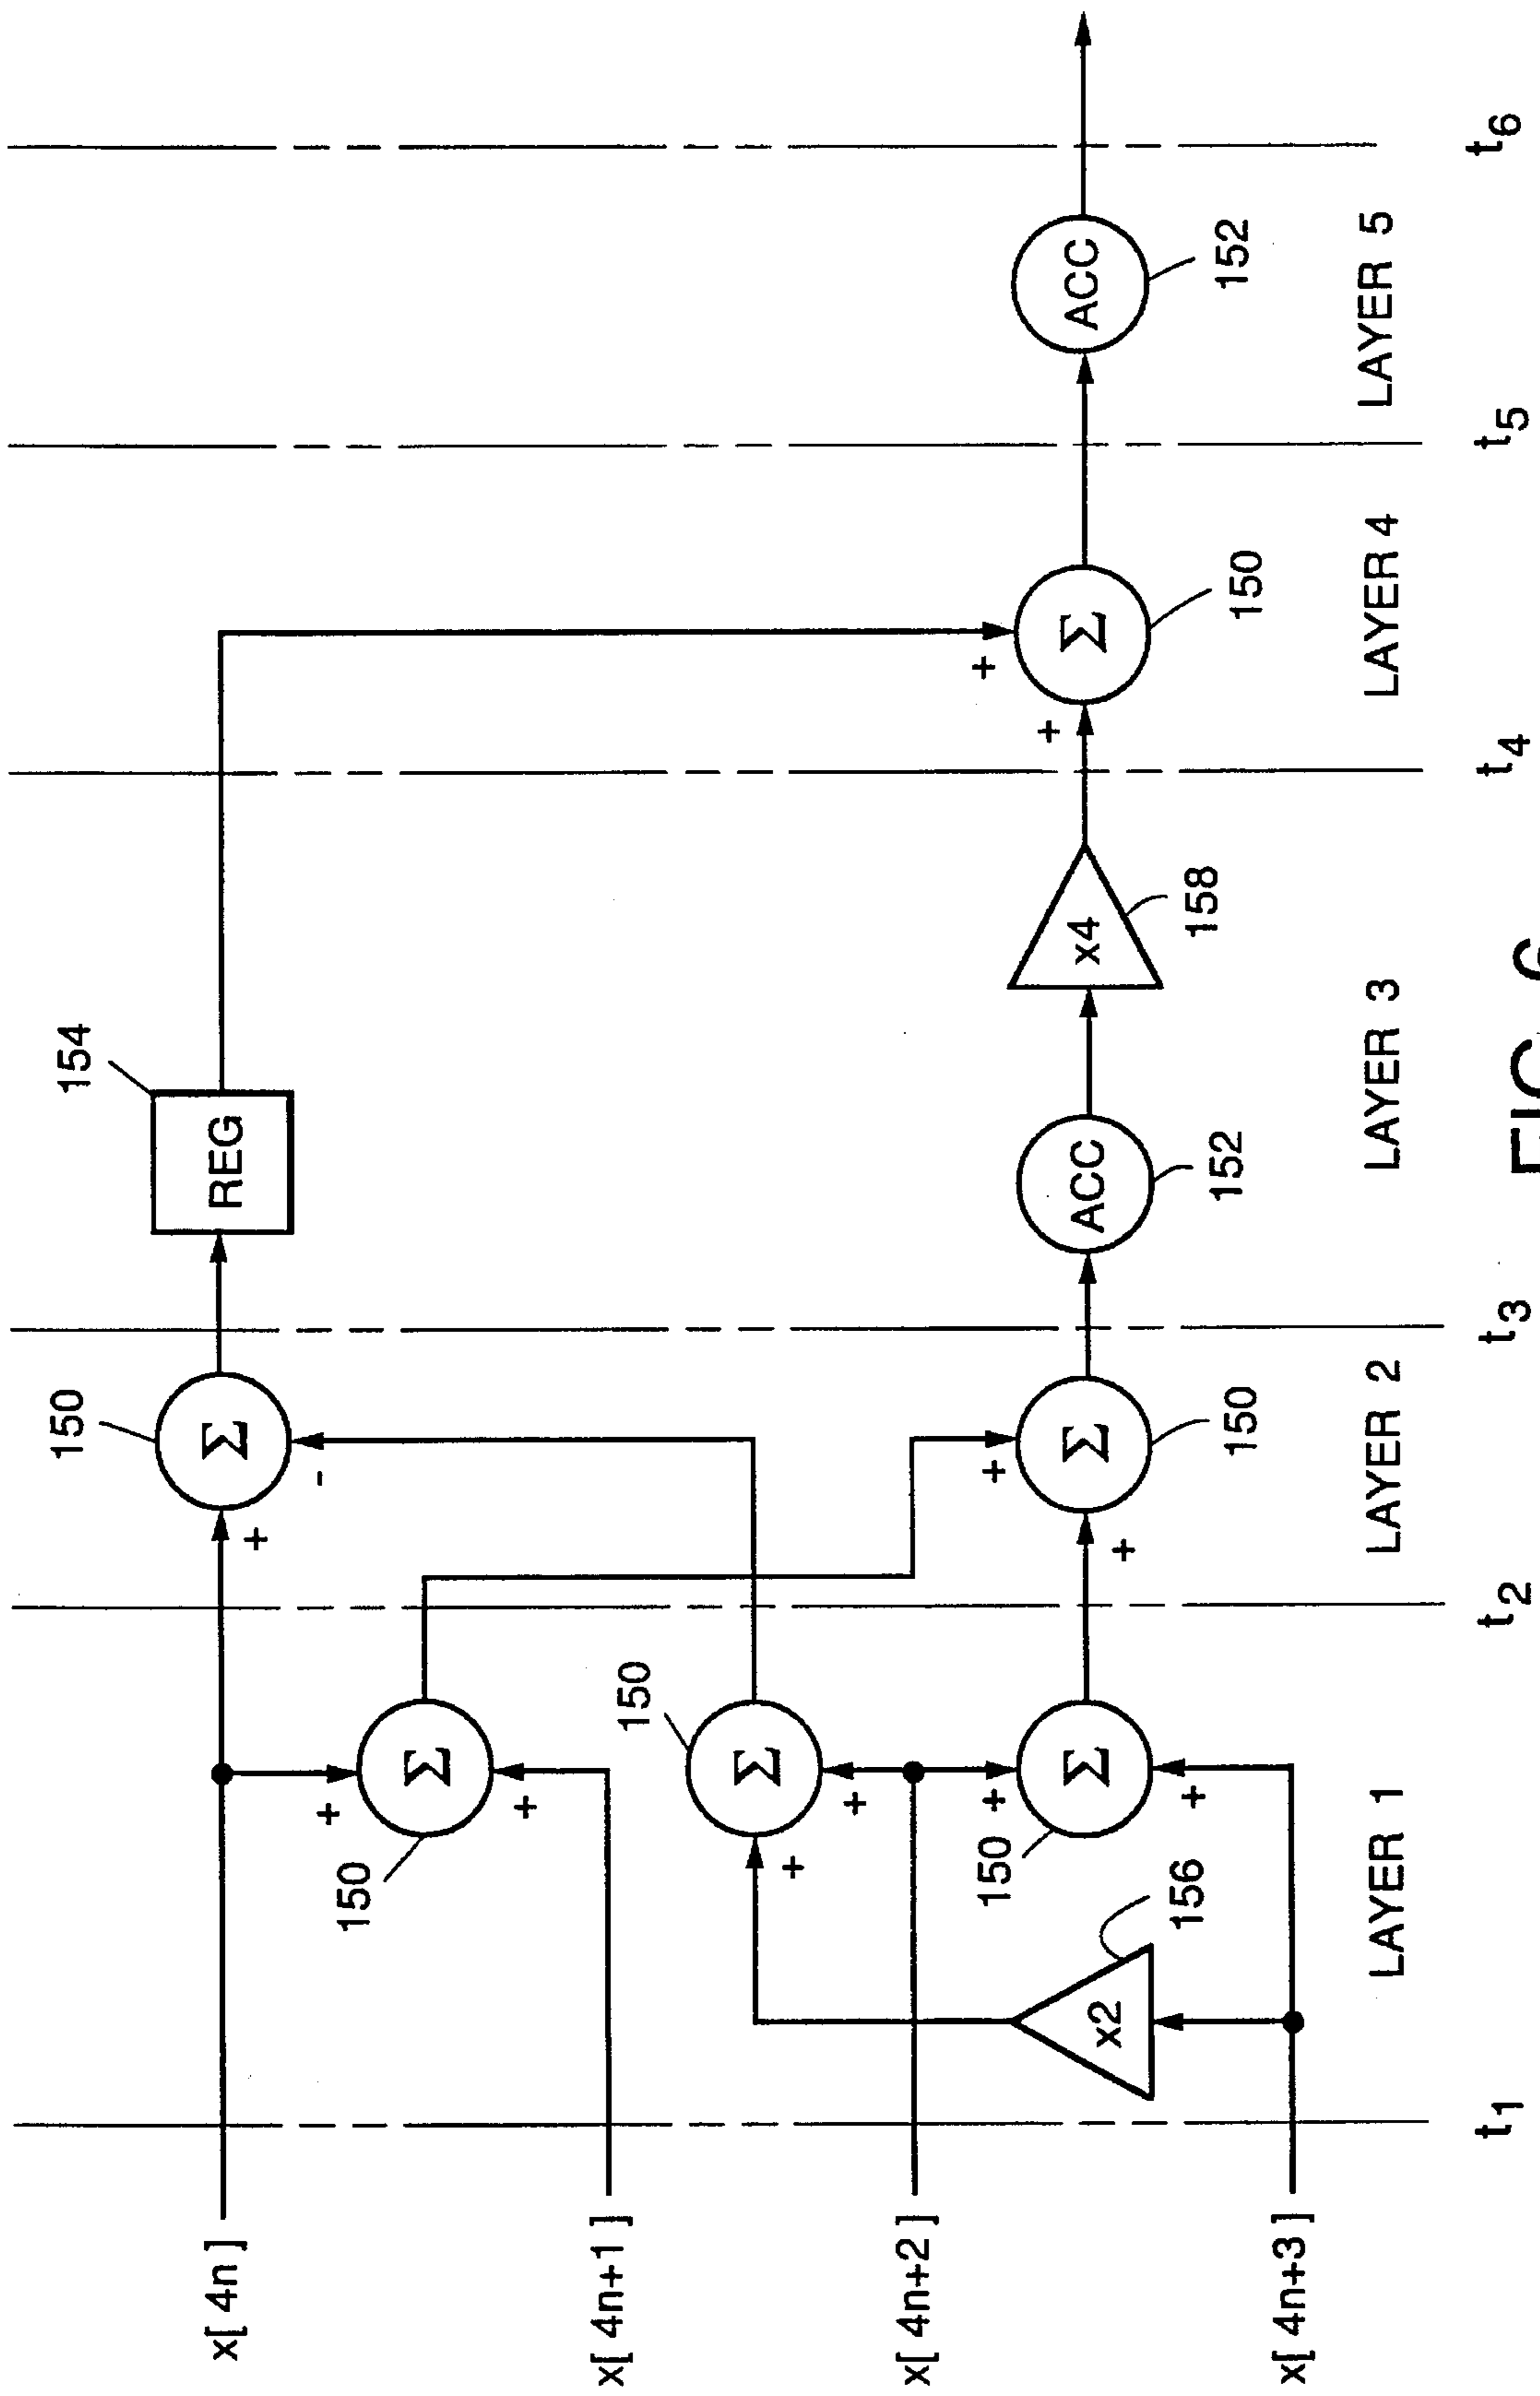 x[ 4n ]
x[ 4n+1 ]
x[ 4n+2 ]
x[ 4n+3 ]
t1
+
Σ
+
150
Σ
+
+
150
Σ
+
+
150
x2
156
LAYER 1
t2
Σ
+
-
150
Σ
+
+
150
LAYER 2
t3
REG
154
ACC
152
x4
158
LAYER 3
t4
Σ
+
+
150
LAYER 4
t5
ACC
152
LAYER 5
t6